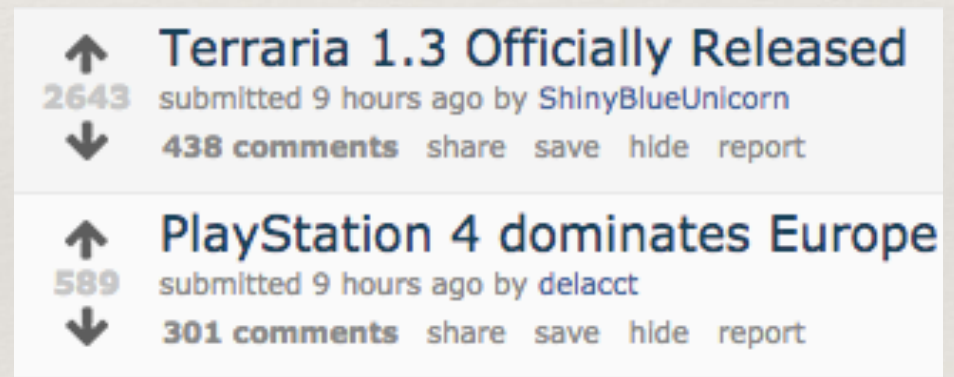 Terraria 1.3 Officially Released
2643
submitted 9 hours ago by ShinyBlueUnicorn
438 comments share save hide report
PlayStation 4 dominates Europe
589
submitted 9 hours ago by delacct
301 comments share save hide report